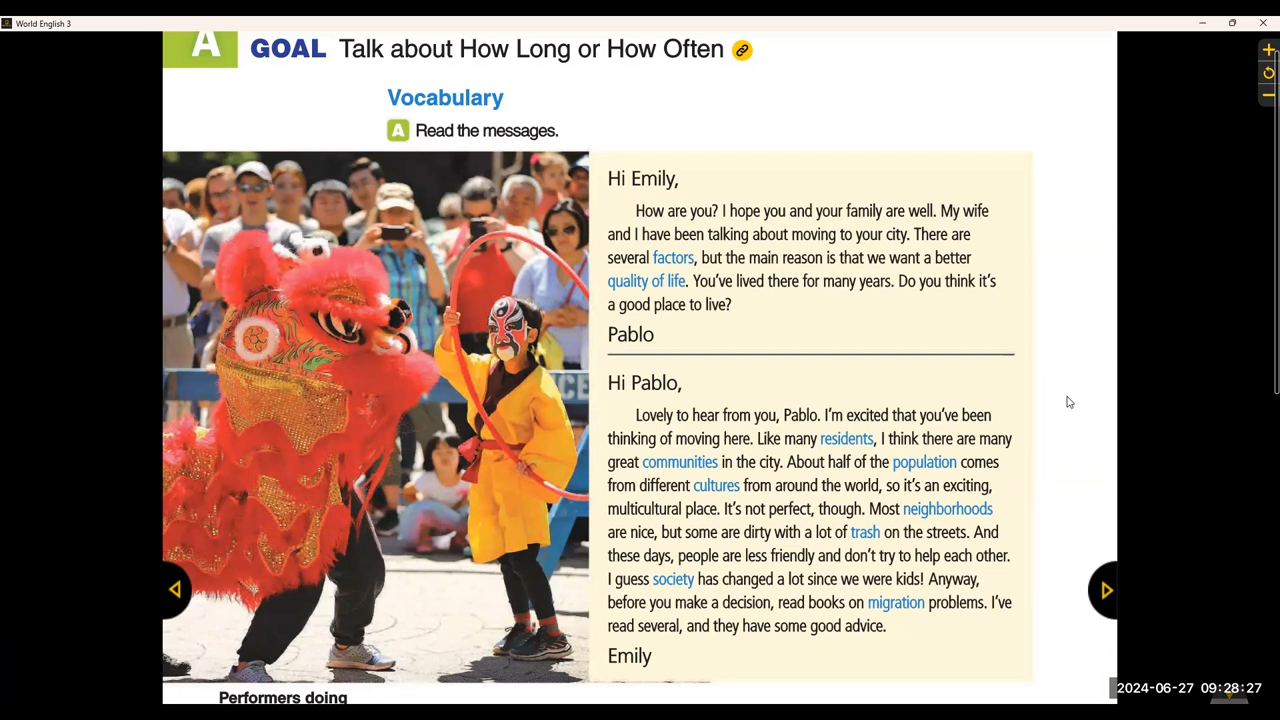 World English 3
A GOAL Talk about How Long or How Often
Vocabulary
A Read the messages.
Hi Emily,
How are you? I hope you and your family are well. My wife
and I have been talking about moving to your city. There are
several factors, but the main reason is that we want a better
quality of life. You've lived there for many years. Do you think it's
a good place to live?
Pablo
Hi Pablo,
Lovely to hear from you, Pablo. I'm excited that you've been
thinking of moving here. Like many residents, I think there are many
great communities in the city. About half of the population comes
from different cultures from around the world, so it's an exciting,
multicultural place. It's not perfect, though. Most neighborhoods
are nice, but some are dirty with a lot of trash on the streets. And
these days, people are less friendly and don't try to help each other.
I guess society has changed a lot since we were kids! Anyway,
before you make a decision, read books on migration problems. I've
read several, and they have some good advice.
Emily
Performers doing
2024-06-27 09:28:27